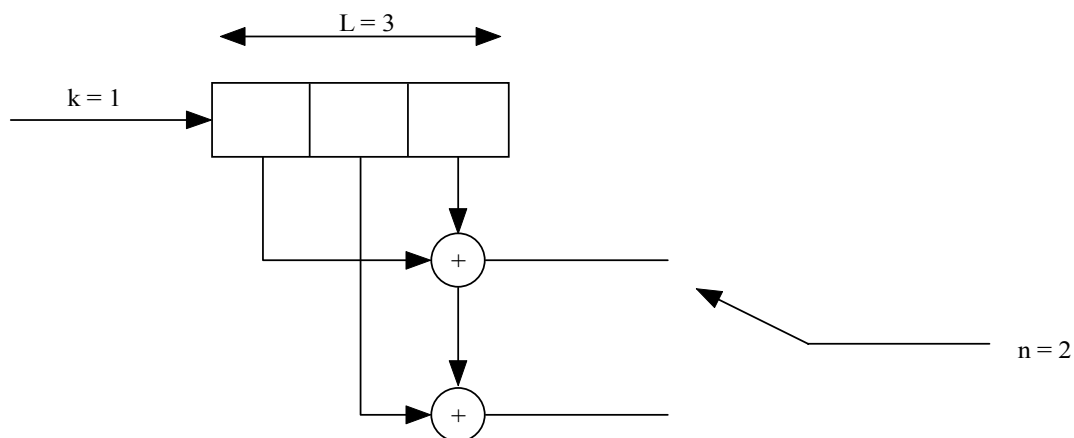 L = 3
k = 1
+
n = 2
+